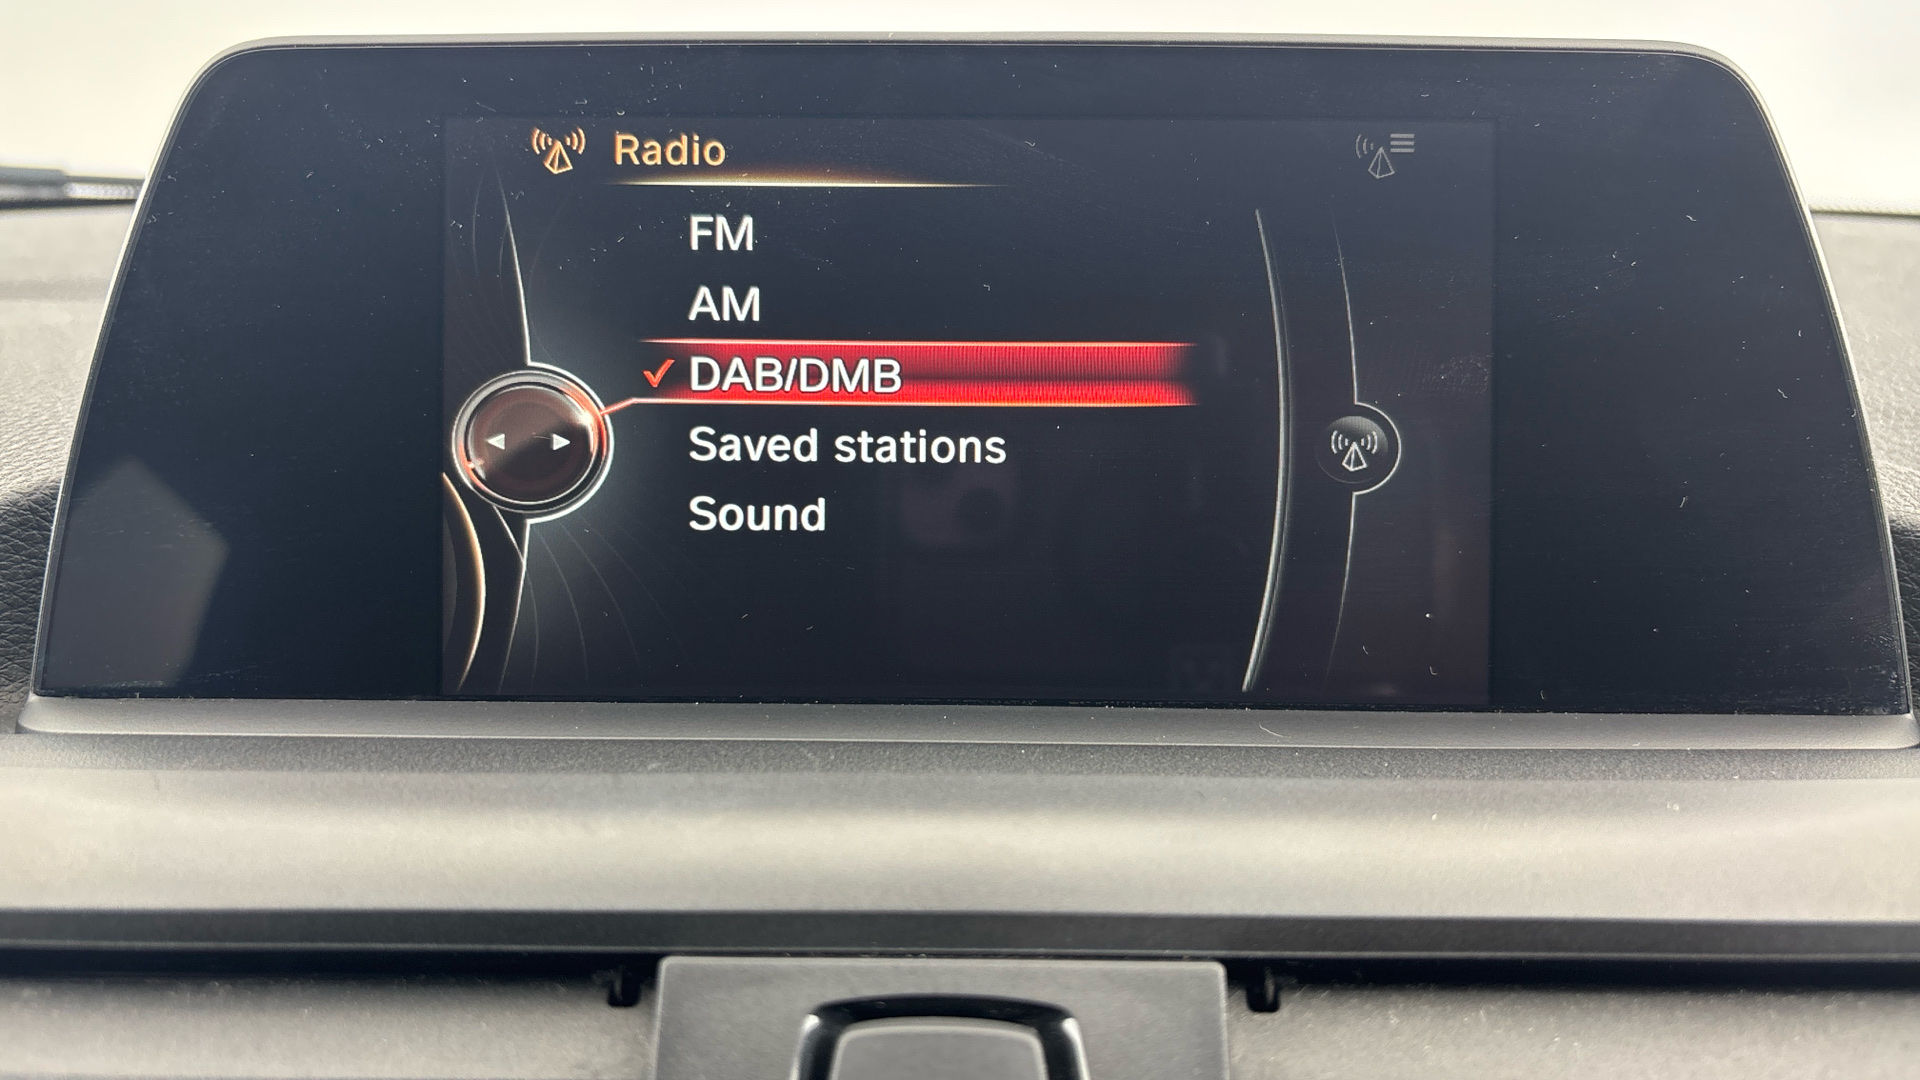 Radio
FM
AM
DAB/DMB
Saved stations
Sound